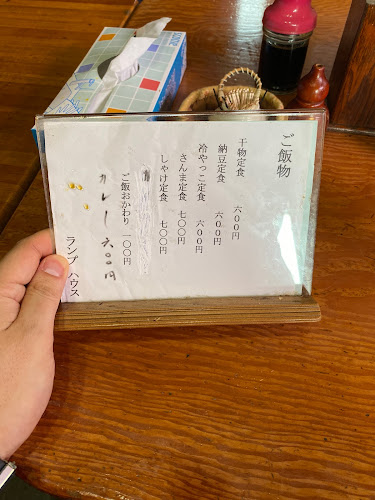 ご飯物
干物定食 六〇〇円
納豆定食 六〇〇円
冷やっこ定食 六〇〇円
さんま定食 七〇〇円
しゃけ定食 七〇〇円
ご飯おかわり 一〇〇円
カレー 六〇〇円
ランプハウス